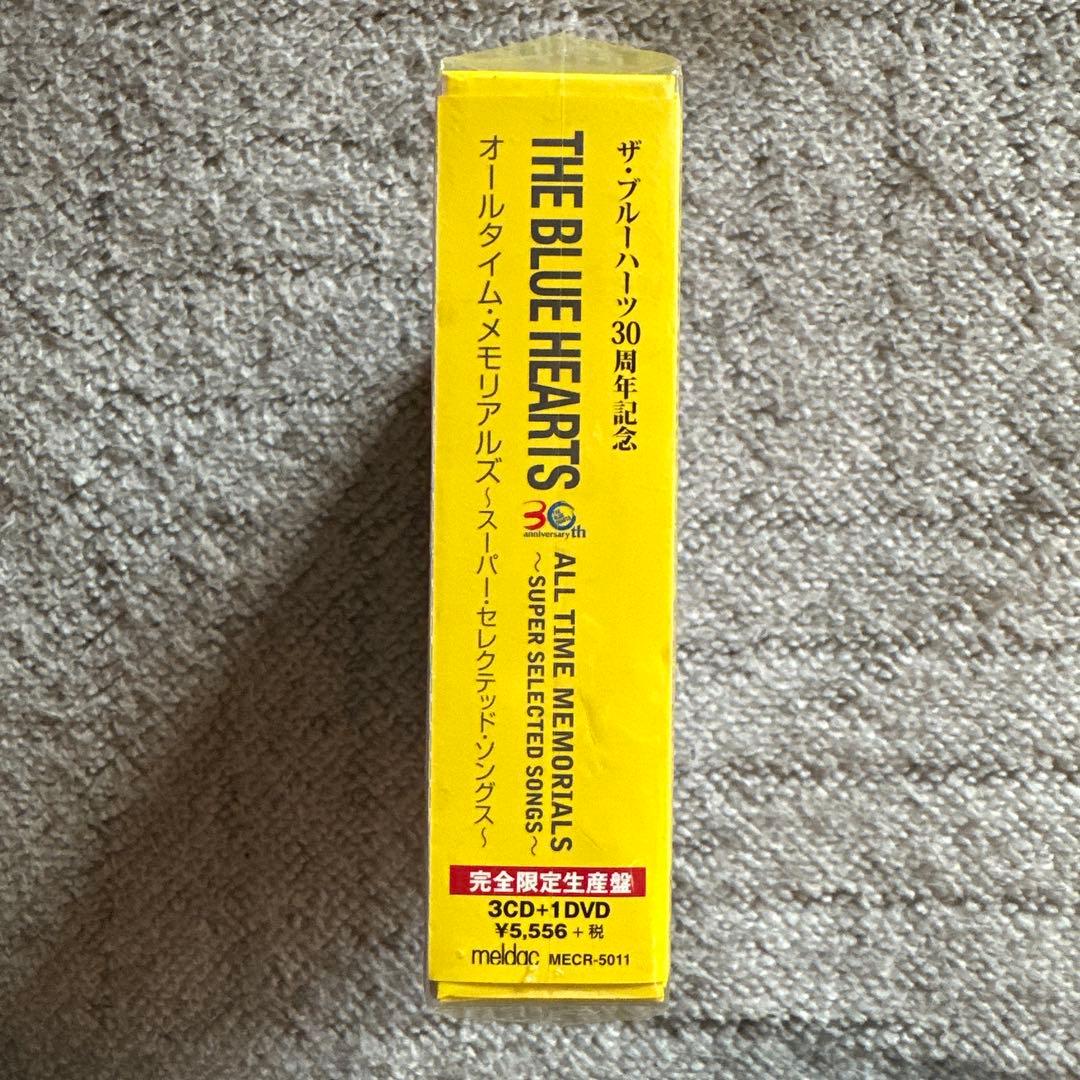 ザ・ブルーハーツ30周年記念
THE BLUE HEARTS
30th
anniversary
ALL TIME MEMORIALS
～SUPER SELECTED SONGS～
オールタイム・メモリアルズ～スーパー・セレクテッド・ソングス～
完全限定生産盤
3CD+1DVD
¥5,556 + 税
meldac MECR-5011